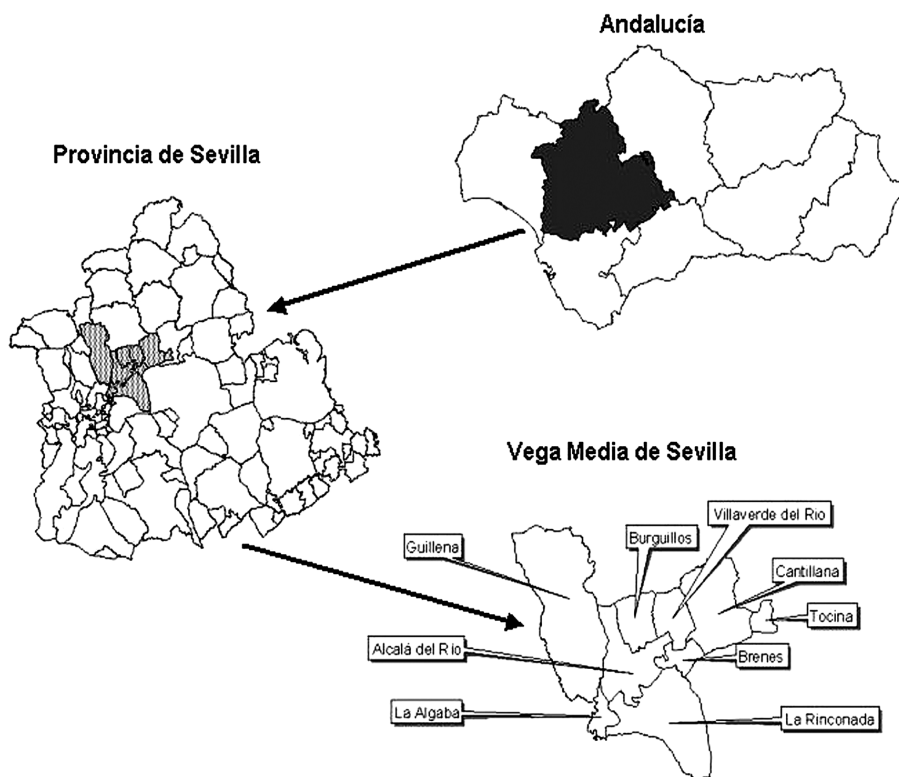 Andalucía
Provincia de Sevilla
Vega Media de Sevilla
Villaverde del Rio
Burguillos
Guillena
Cantillana
Tocina
Alcalá del Río
Brenes
La Algaba
La Rinconada